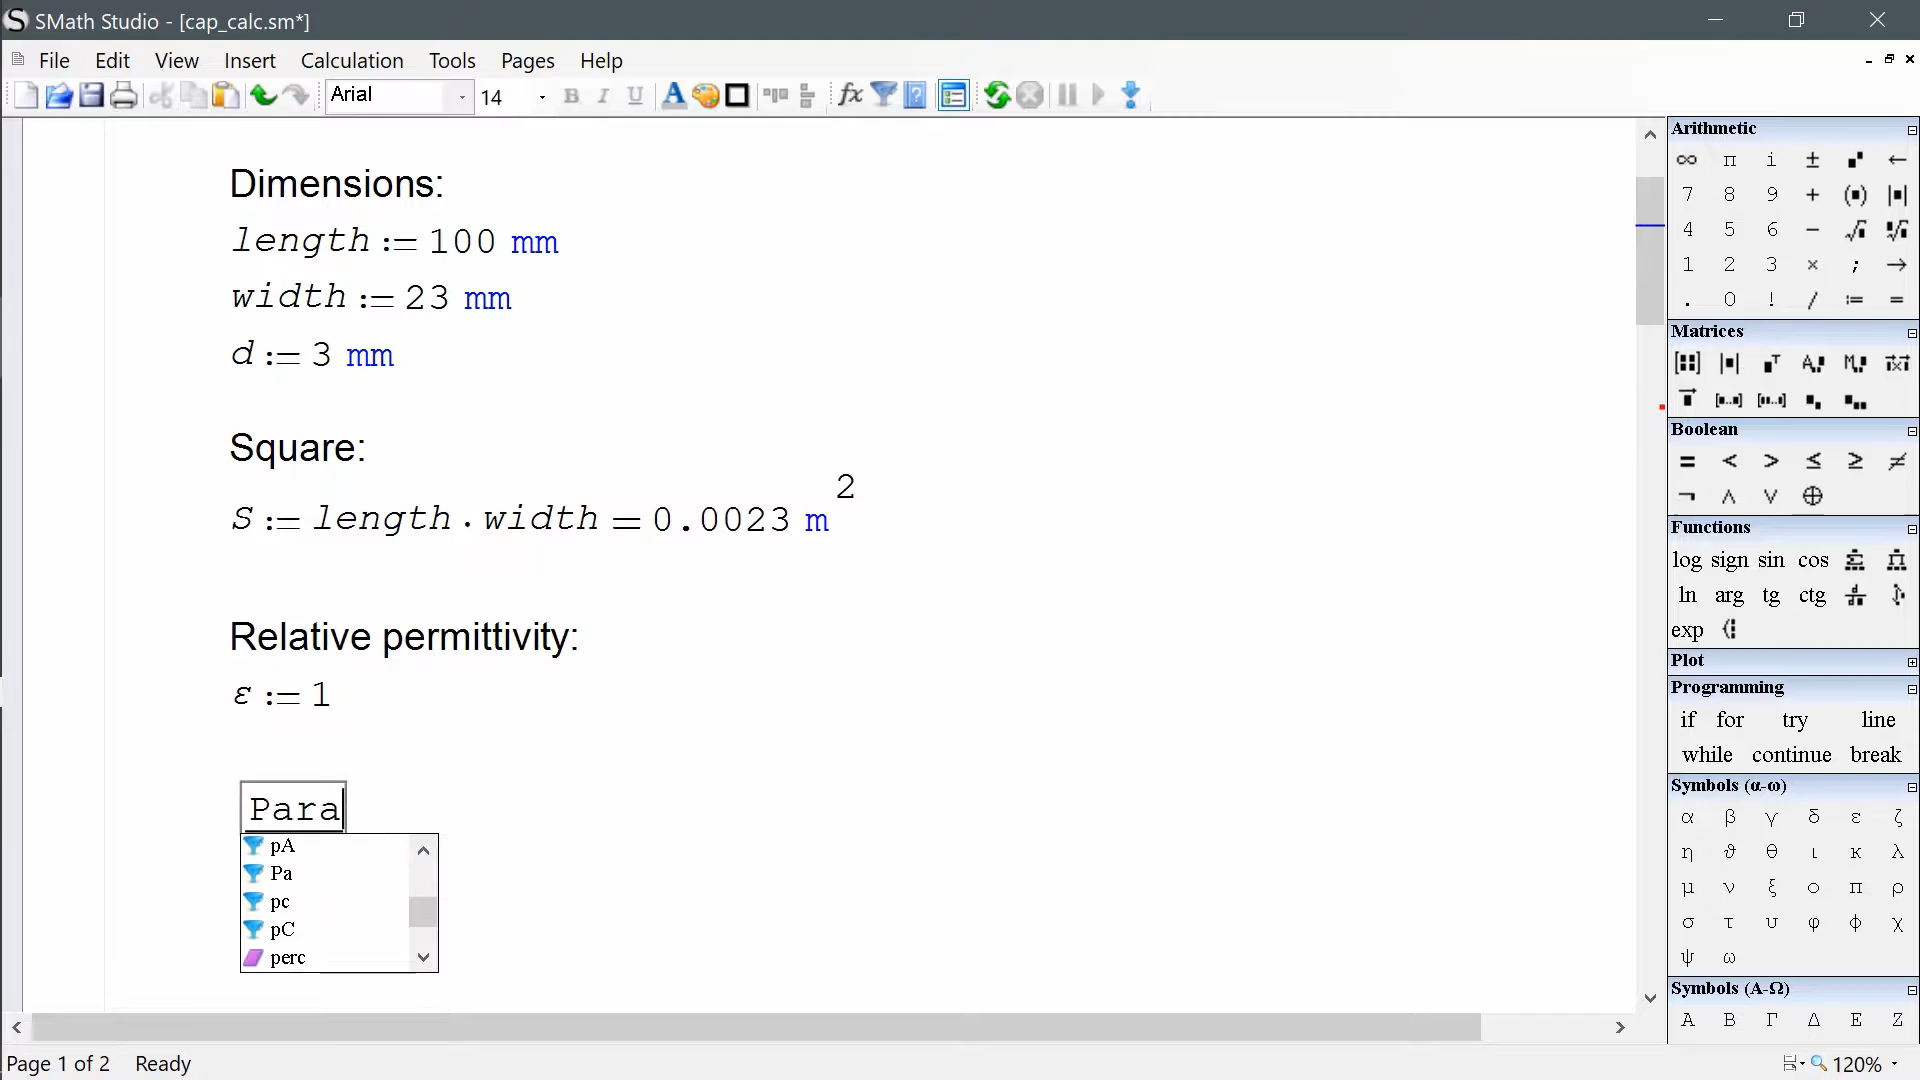 SMath Studio - [cap_calc.sm*]
File Edit View Insert Calculation Tools Pages Help
Arial 14 B I U fx
Dimensions:
length := 100 mm
width := 23 mm
d := 3 mm
Square:
S := length · width = 0.0023 m²
Relative permittivity:
ε := 1
Para
pA
Pa
pc
pC
perc
Arithmetic
∞ π i ±
7 8 9 +
4 5 6 −
1 2 3 × ; →
. 0 ! / := =
Matrices
Boolean
= < > ≤ ≥ ≠
¬ ∧ ∨ ⊕
Functions
log sign sin cos
ln arg tg ctg
exp
Plot
Programming
if for try line
while continue break
Symbols (α-ω)
α β γ δ ε ζ
η ϑ θ ι κ λ
μ ν ξ ο π ρ
σ τ υ φ ϕ χ
ψ ω
Symbols (Α-Ω)
Α Β Γ Δ Ε Ζ
Page 1 of 2 Ready 120%